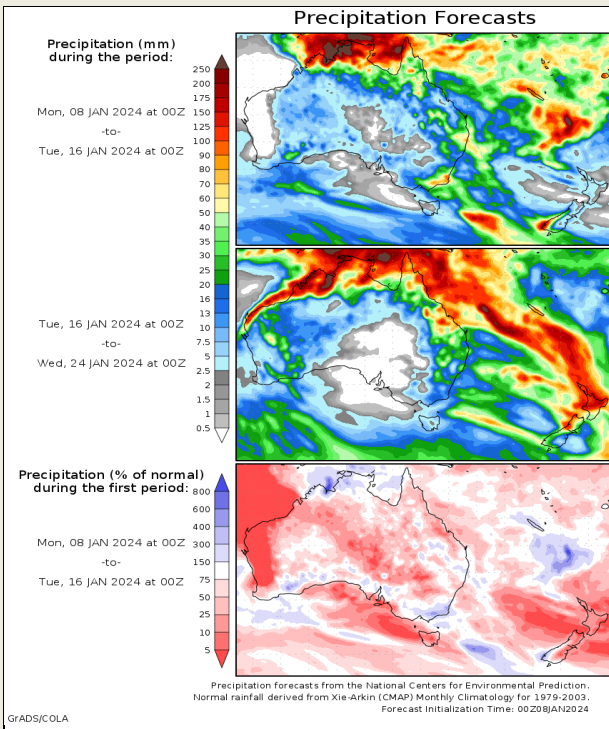 Precipitation Forecasts
Precipitation (mm)
during the period:
Mon, 08 JAN 2024 at 00Z
-to-
Tue, 16 JAN 2024 at 00Z
250
200
175
150
125
100
90
80
70
60
50
40
35
30
25
20
16
13
10
7.5
5
2.5
2
1.5
1
0.5
Tue, 16 JAN 2024 at 00Z
-to-
Wed, 24 JAN 2024 at 00Z
Precipitation (% of normal)
during the first period:
Mon, 08 JAN 2024 at 00Z
-to-
Tue, 16 JAN 2024 at 00Z
800
600
400
300
150
75
50
25
10
5
Precipitation forecasts from the National Centers for Environmental Prediction.
Normal rainfall derived from Xie-Arkin (CMAP) Monthly Climatology for 1979-2003.
Forecast Initialization Time: 00Z08JAN2024
GrADS/COLA